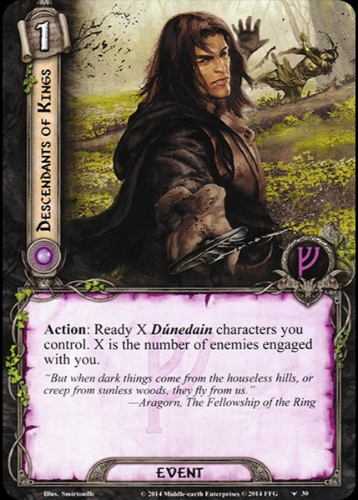 1
DESCENDANTS OF KINGS
Action: Ready X Dúnedain characters you
control. X is the number of enemies engaged
with you.
"But when dark things come from the houseless hills, or
creep from sunless woods, they fly from us."
—Aragorn, The Fellowship of the Ring
EVENT
Illus. Smirtouille
© 2014 Middle-earth Enterprises © 2014 FFG
30